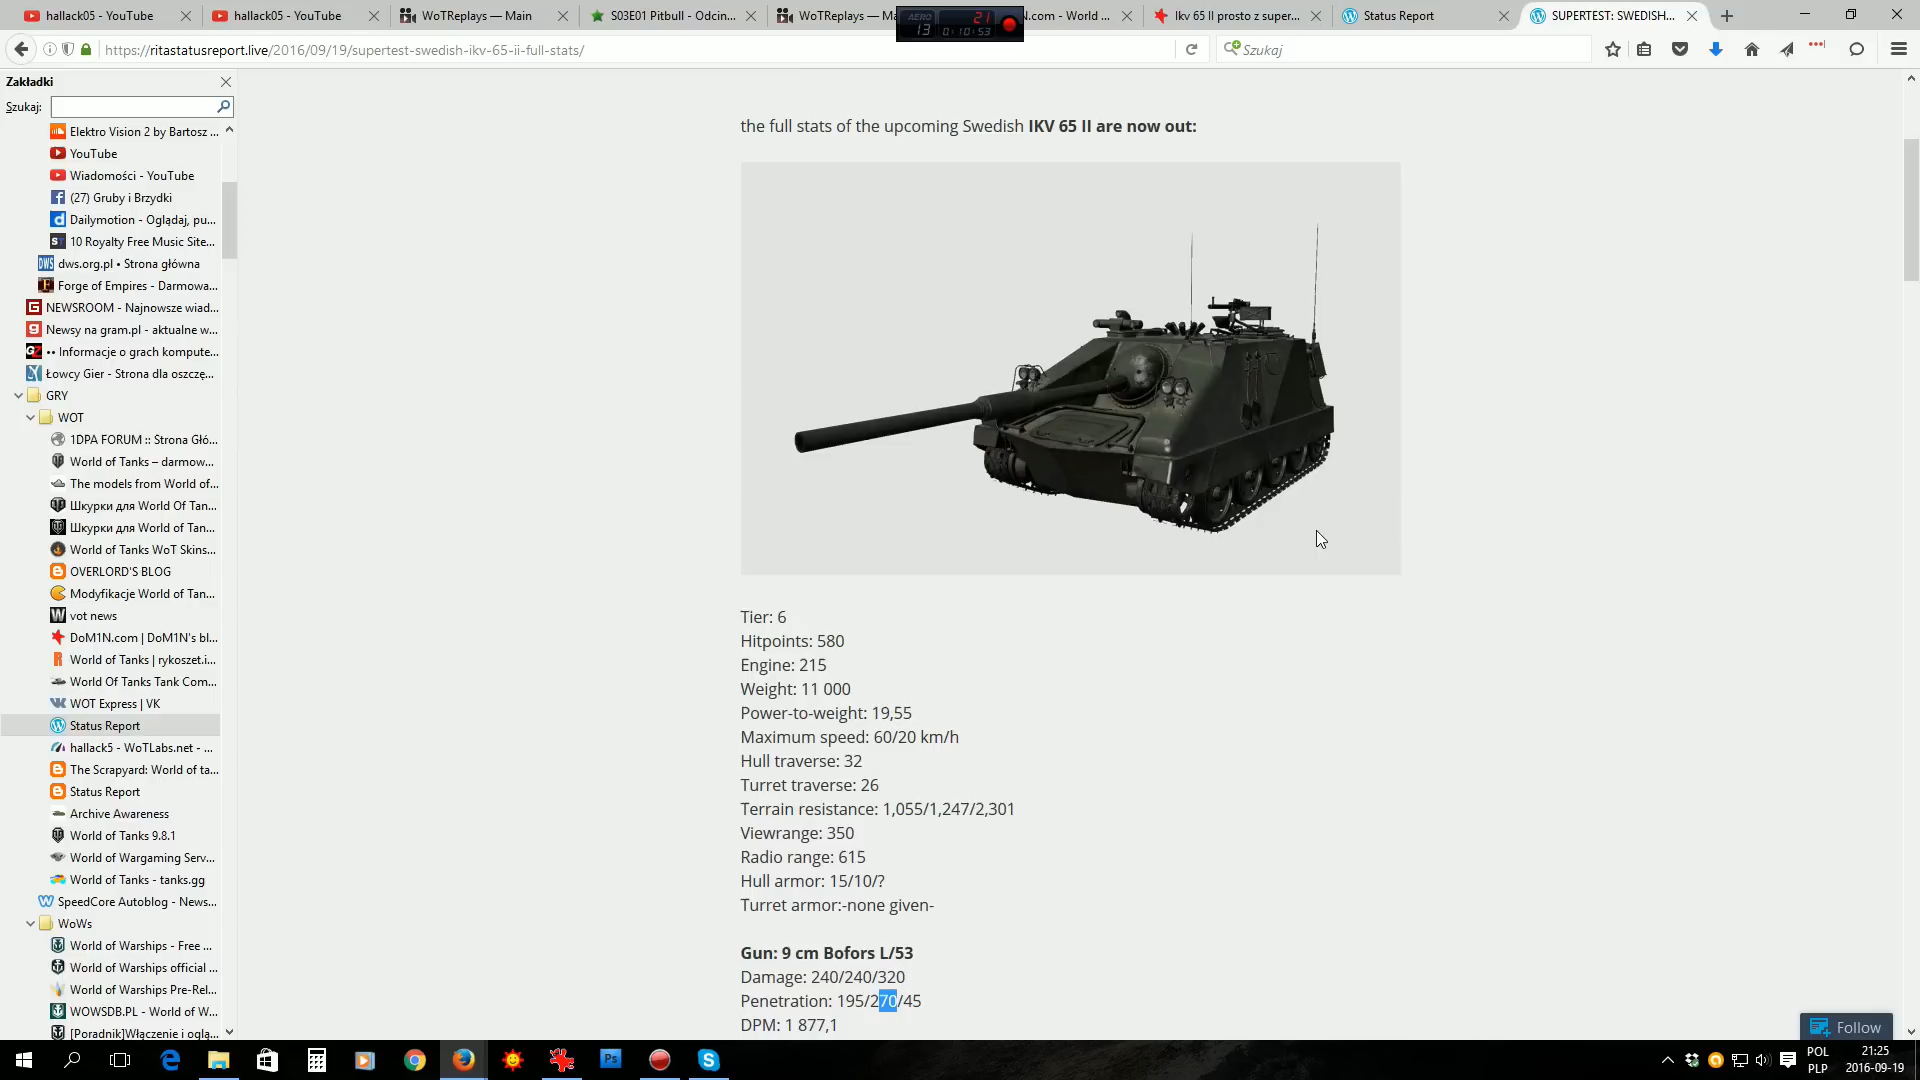 hallack05 - YouTube
hallack05 - YouTube
WoTReplays — Main
S03E01 Pitbull - Odcin...
WoTReplays — Ma
N.com - World ...
Ikv 65 II prosto z super...
Status Report
SUPERTEST: SWEDISH...
AERO
13
21
0:10:53
https://ritastatusreport.live/2016/09/19/supertest-swedish-ikv-65-ii-full-stats/
Szukaj
Zakładki
Szukaj:
Elektro Vision 2 by Bartosz ...
YouTube
Wiadomości - YouTube
(27) Gruby i Brzydki
Dailymotion - Oglądaj, pu...
10 Royalty Free Music Site...
dws.org.pl • Strona główna
Forge of Empires - Darmowa...
NEWSROOM - Najnowsze wiad...
Newsy na gram.pl - aktualne w...
•• Informacje o grach kompute...
Łowcy Gier - Strona dla oszczę...
GRY
WOT
1DPA FORUM :: Strona Głó...
World of Tanks – darmow...
The models from World of...
Шкурки для World Of Tan...
Шкурки для World of Tan...
World of Tanks WoT Skins...
OVERLORD'S BLOG
Modyfikacje World of Tan...
vot news
DoM1N.com | DoM1N's bl...
World of Tanks | rykoszet.i...
World Of Tanks Tank Com...
WOT Express | VK
Status Report
hallack5 - WoTLabs.net - ...
The Scrapyard: World of ta...
Status Report
Archive Awareness
World of Tanks 9.8.1
World of Wargaming Serv...
World of Tanks - tanks.gg
SpeedCore Autoblog - News...
WoWs
World of Warships - Free ...
World of Warships official ...
World of Warships Pre-Rel...
WOWSDB.PL - World of W...
[Poradnik]Włączenie i oglą...
the full stats of the upcoming Swedish IKV 65 II are now out:
Tier: 6
Hitpoints: 580
Engine: 215
Weight: 11 000
Power-to-weight: 19,55
Maximum speed: 60/20 km/h
Hull traverse: 32
Turret traverse: 26
Terrain resistance: 1,055/1,247/2,301
Viewrange: 350
Radio range: 615
Hull armor: 15/10/?
Turret armor:-none given-
Gun: 9 cm Bofors L/53
Damage: 240/240/320
Penetration: 195/270/45
DPM: 1 877,1
Follow
POL
PLP
21:25
2016-09-19